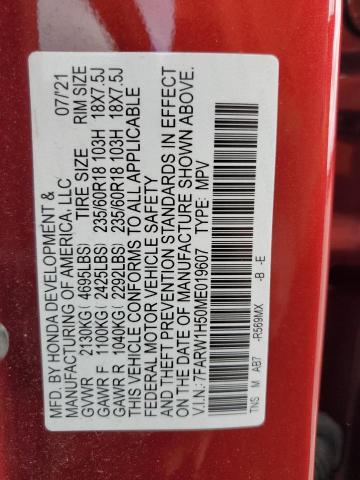 MFD. BY HONDA DEVELOPMENT & 07/'21
MANUFACTURING OF AMERICA, LLC
TIRE SIZE RIM SIZE
GVWR 2130KG( 4695LBS)
GAWR F 1100KG( 2425LBS) 235/60R18 103H 18X7.5J
GAWR R 1040KG( 2292LBS) 235/60R18 103H 18X7.5J
THIS VEHICLE CONFORMS TO ALL APPLICABLE
FEDERAL MOTOR VEHICLE SAFETY
AND THEFT PREVENTION STANDARDS IN EFFECT
ON THE DATE OF MANUFACTURE SHOWN ABOVE.
V.I.N.: 7FARW1H50ME019607 TYPE: MPV
TNS M AB7 -R569MX -B -E